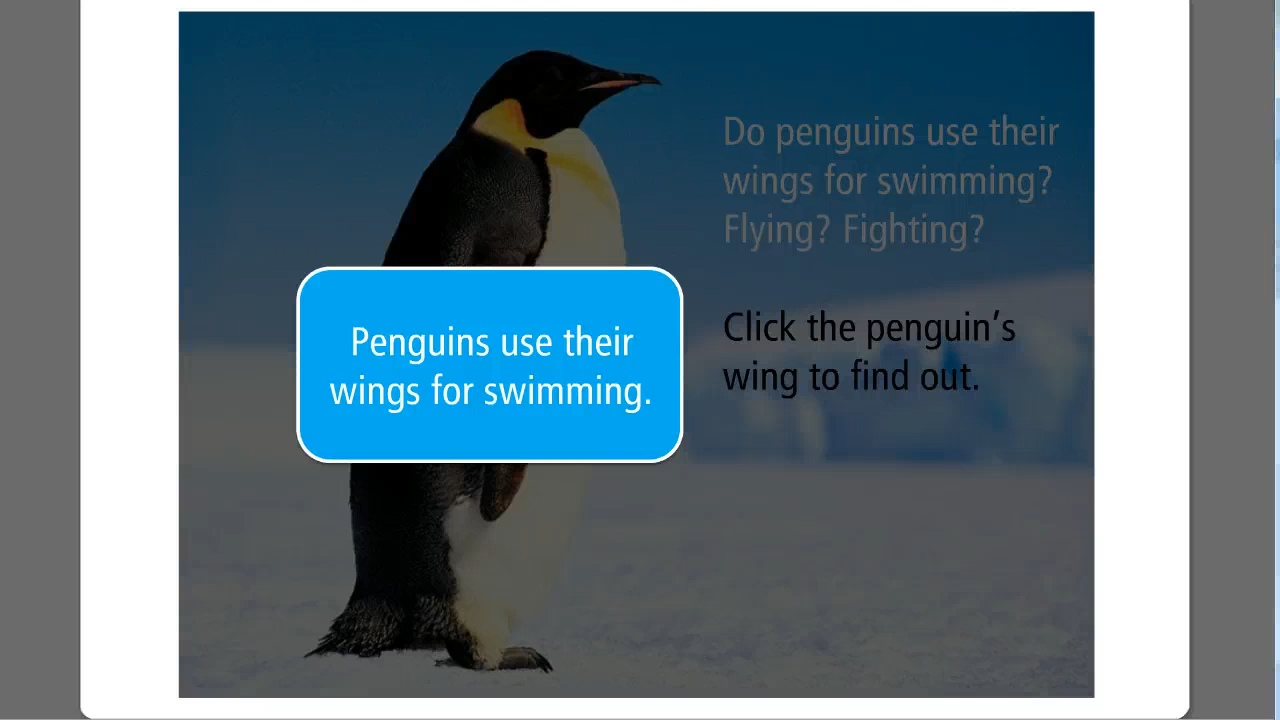 Do penguins use their
wings for swimming?
Flying? Fighting?
Click the penguin’s
wing to find out.
Penguins use their
wings for swimming.